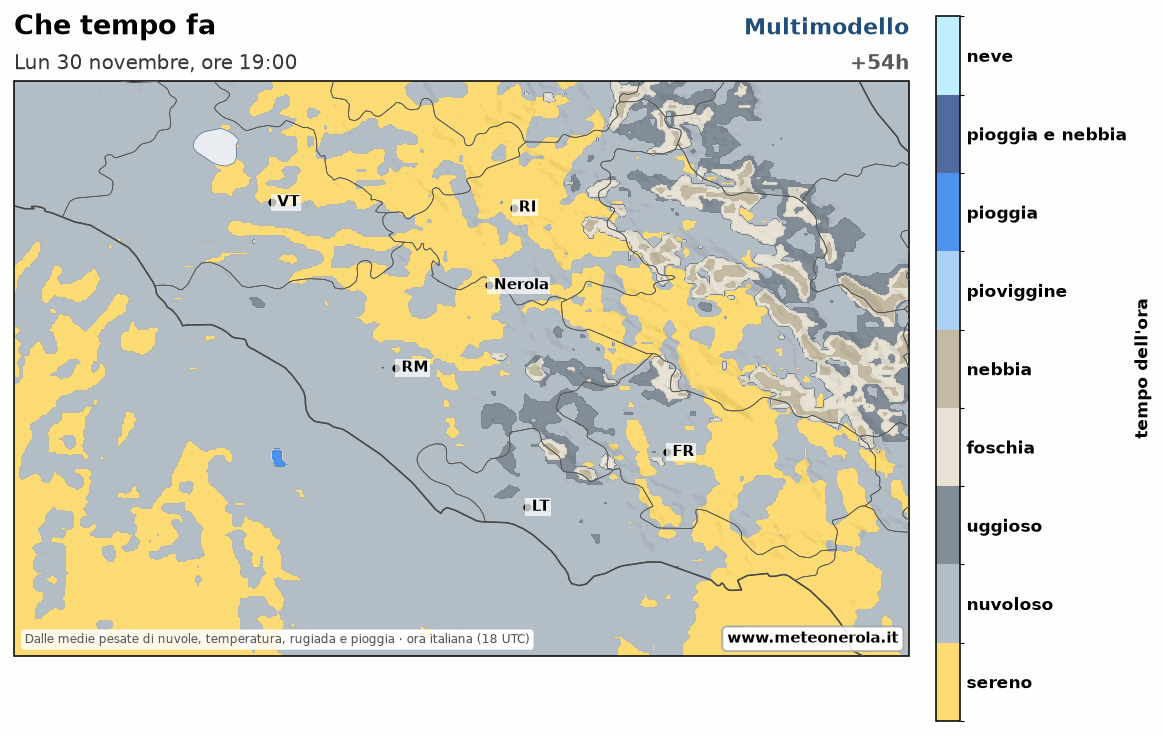 Che tempo fa
Multimodello
Lun 30 novembre, ore 19:00
+54h
neve
pioggia e nebbia
pioggia
pioviggine
nebbia
foschia
uggioso
nuvoloso
sereno
tempo dell'ora
VT
RI
Nerola
RM
FR
LT
Dalle medie pesate di nuvole, temperatura, rugiada e pioggia · ora italiana (18 UTC)
www.meteonerola.it